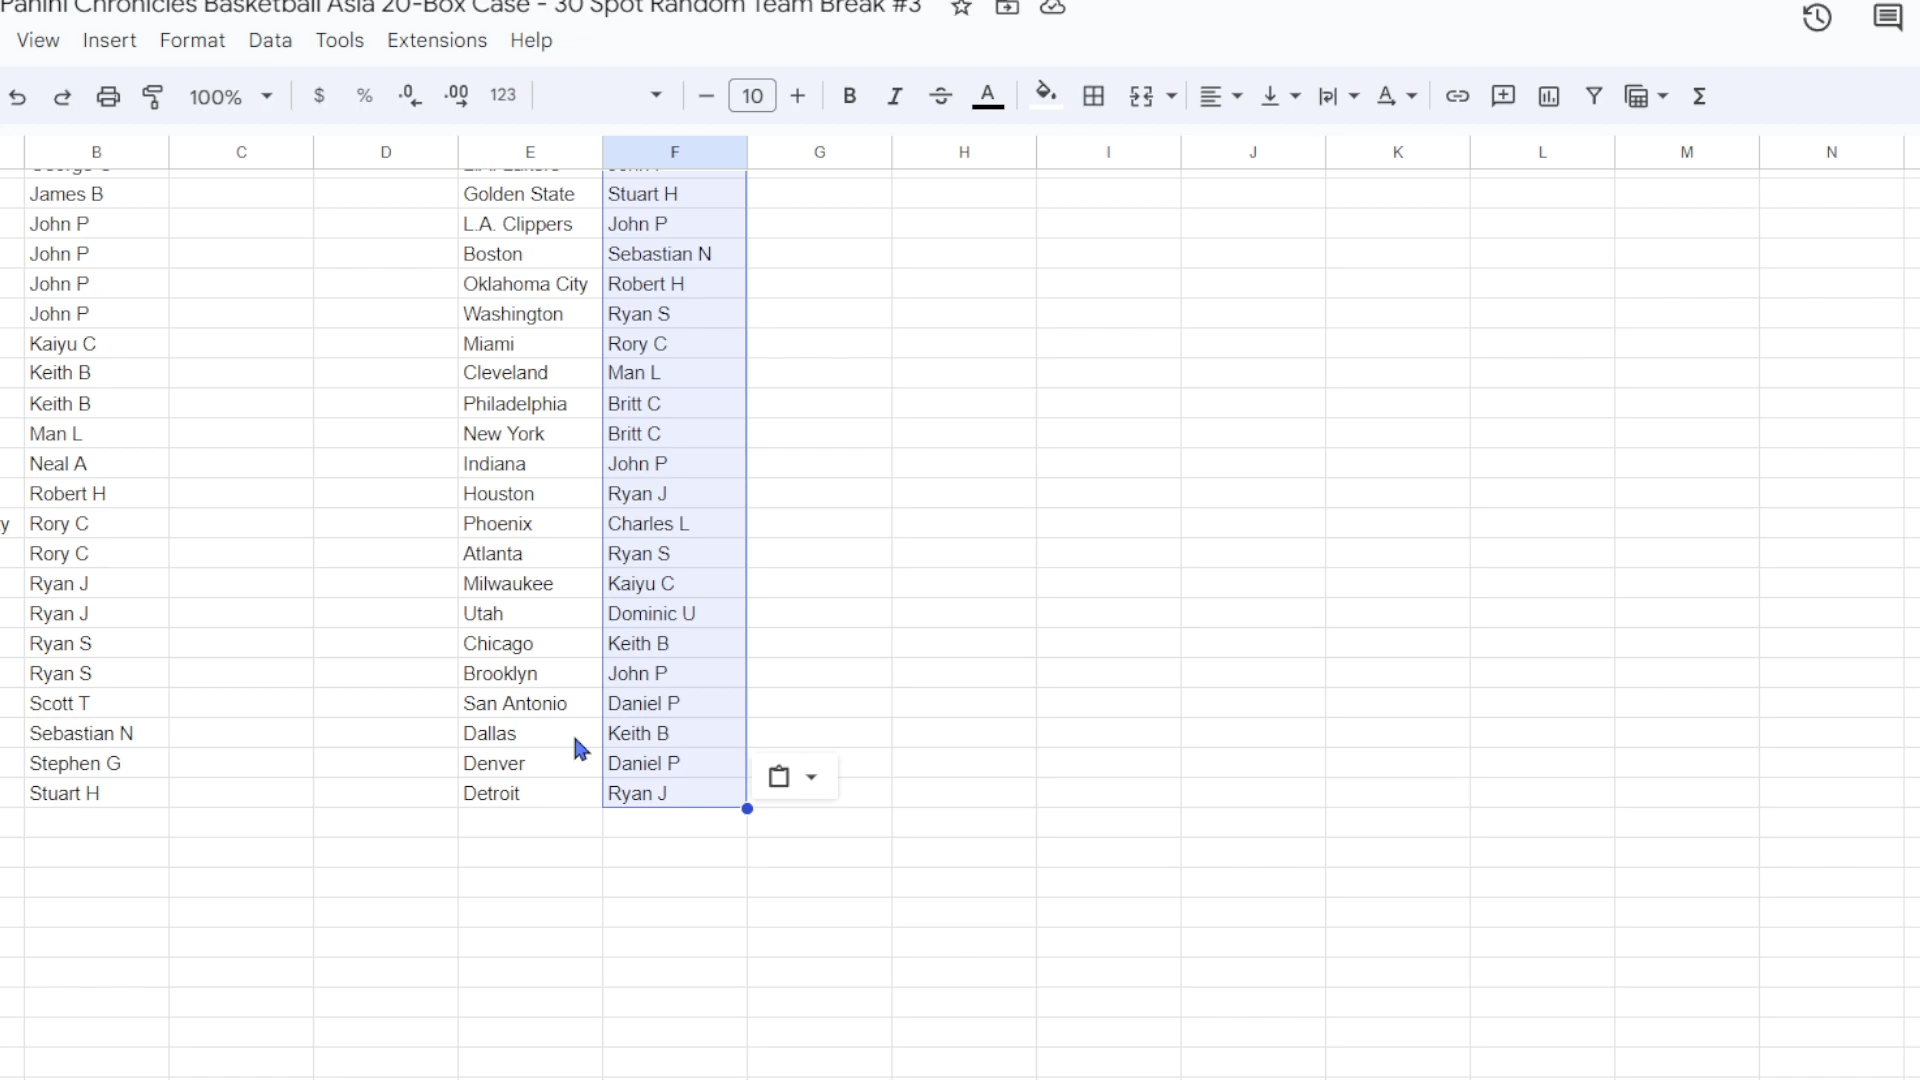 Panini Chronicles Basketball Asia 20-Box Case - 30 Spot Random Team Break #3
View Insert Format Data Tools Extensions Help
100% $ % .0 .00 123 10 B I A
B C D E F G H I J K L M N
James B Golden State Stuart H
John P L.A. Clippers John P
John P Boston Sebastian N
John P Oklahoma City Robert H
John P Washington Ryan S
Kaiyu C Miami Rory C
Keith B Cleveland Man L
Keith B Philadelphia Britt C
Man L New York Britt C
Neal A Indiana John P
Robert H Houston Ryan J
y Rory C Phoenix Charles L
Rory C Atlanta Ryan S
Ryan J Milwaukee Kaiyu C
Ryan J Utah Dominic U
Ryan S Chicago Keith B
Ryan S Brooklyn John P
Scott T San Antonio Daniel P
Sebastian N Dallas Keith B
Stephen G Denver Daniel P
Stuart H Detroit Ryan J